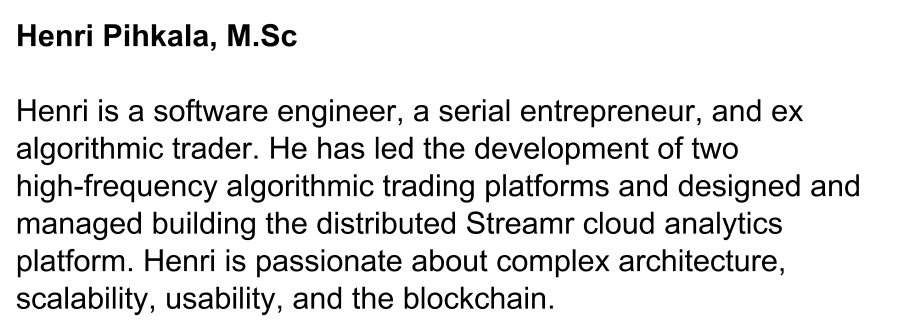 Henri Pihkala, M.Sc
Henri is a software engineer, a serial entrepreneur, and ex
algorithmic trader. He has led the development of two
high-frequency algorithmic trading platforms and designed and
managed building the distributed Streamr cloud analytics
platform. Henri is passionate about complex architecture,
scalability, usability, and the blockchain.